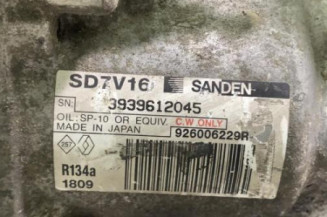 SD7V16 SANDEN
SN: 3939612045
OIL:SP-10 OR EQUIV. C.W ONLY
MADE IN JAPAN 926006229R
R134a
1809